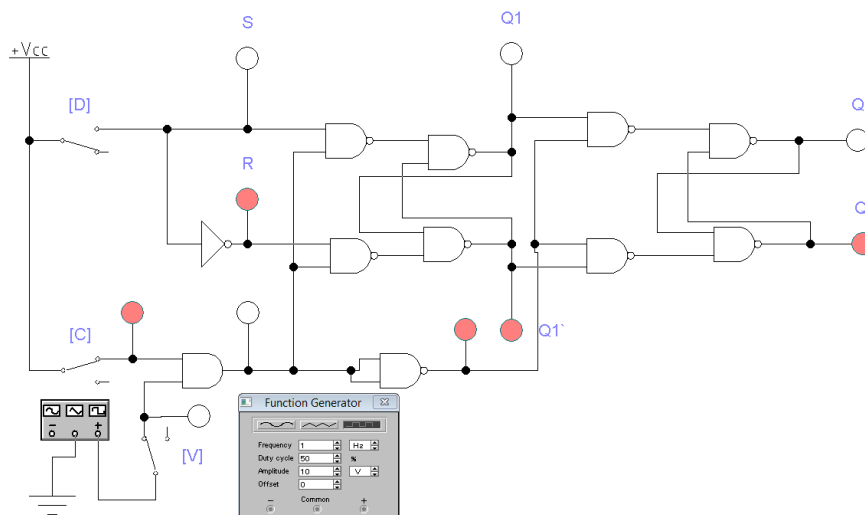 S
Q1
+Vcc
[D]
Q
R
Q
[C]
Q1`
[V]
Function Generator
Frequency 1 Hz
Duty cycle 50 %
Amplitude 10 V
Offset 0
− Common +
− +